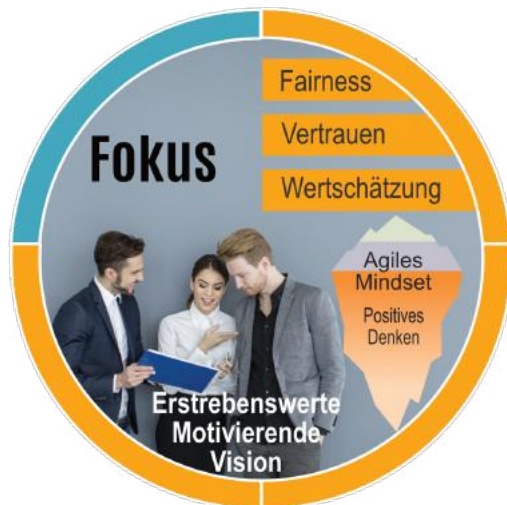 Fairness
Vertrauen
Fokus
Wertschätzung
Agiles
Mindset
Positives
Denken
Erstrebenswerte
Motivierende
Vision